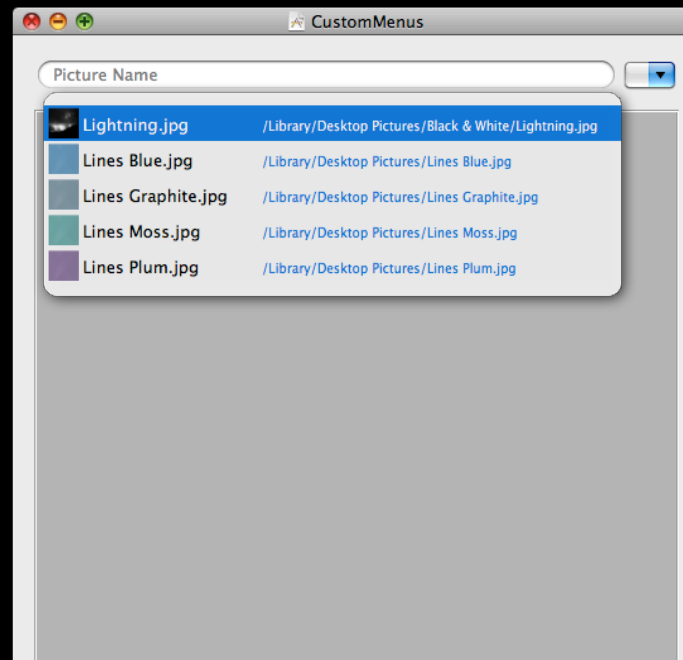 CustomMenus
Picture Name
Lightning.jpg /Library/Desktop Pictures/Black & White/Lightning.jpg
Lines Blue.jpg /Library/Desktop Pictures/Lines Blue.jpg
Lines Graphite.jpg /Library/Desktop Pictures/Lines Graphite.jpg
Lines Moss.jpg /Library/Desktop Pictures/Lines Moss.jpg
Lines Plum.jpg /Library/Desktop Pictures/Lines Plum.jpg